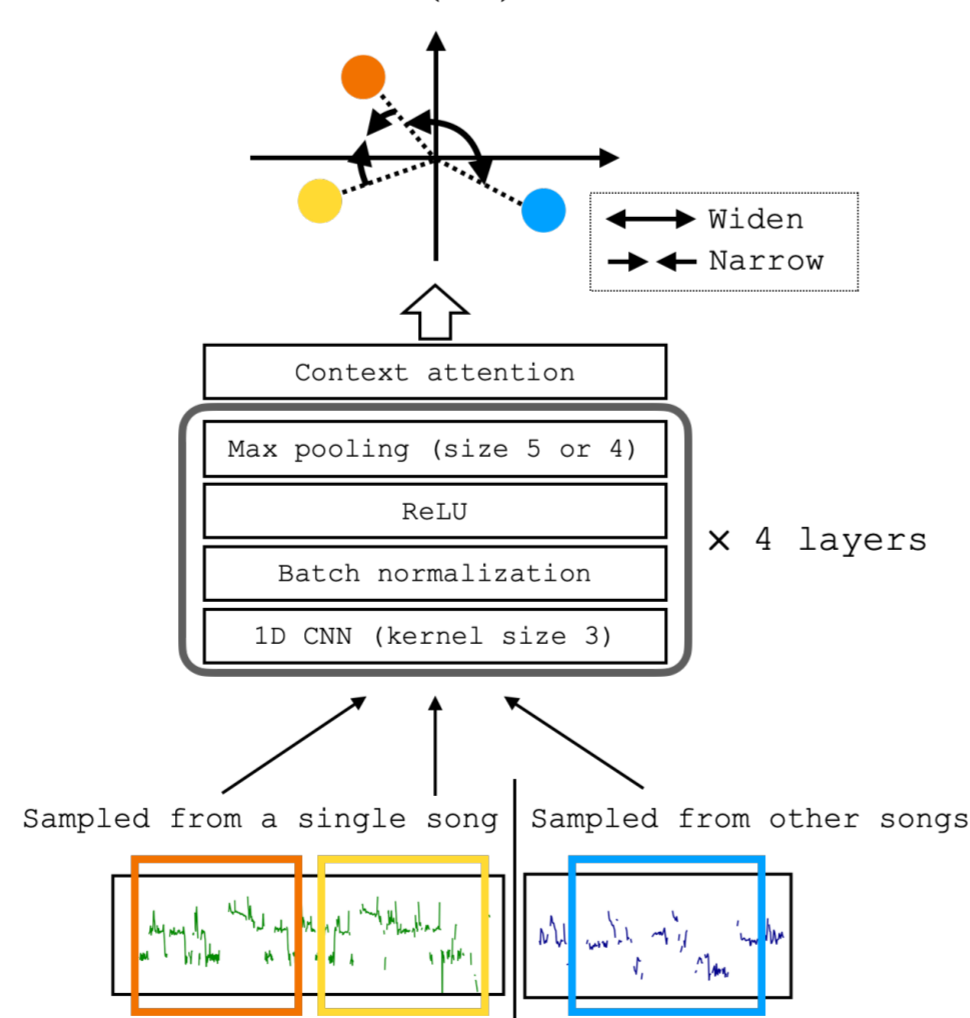 Widen
Narrow
Context attention
Max pooling (size 5 or 4)
ReLU
Batch normalization
1D CNN (kernel size 3)
× 4 layers
Sampled from a single song
Sampled from other songs